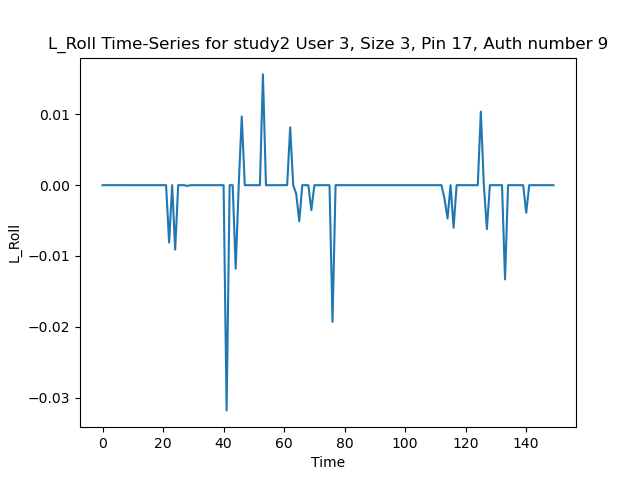 L_Roll Time-Series for study2 User 3, Size 3, Pin 17, Auth number 9
0.01
0.00
−0.01
−0.02
−0.03
L_Roll
0 20 40 60 80 100 120 140
Time